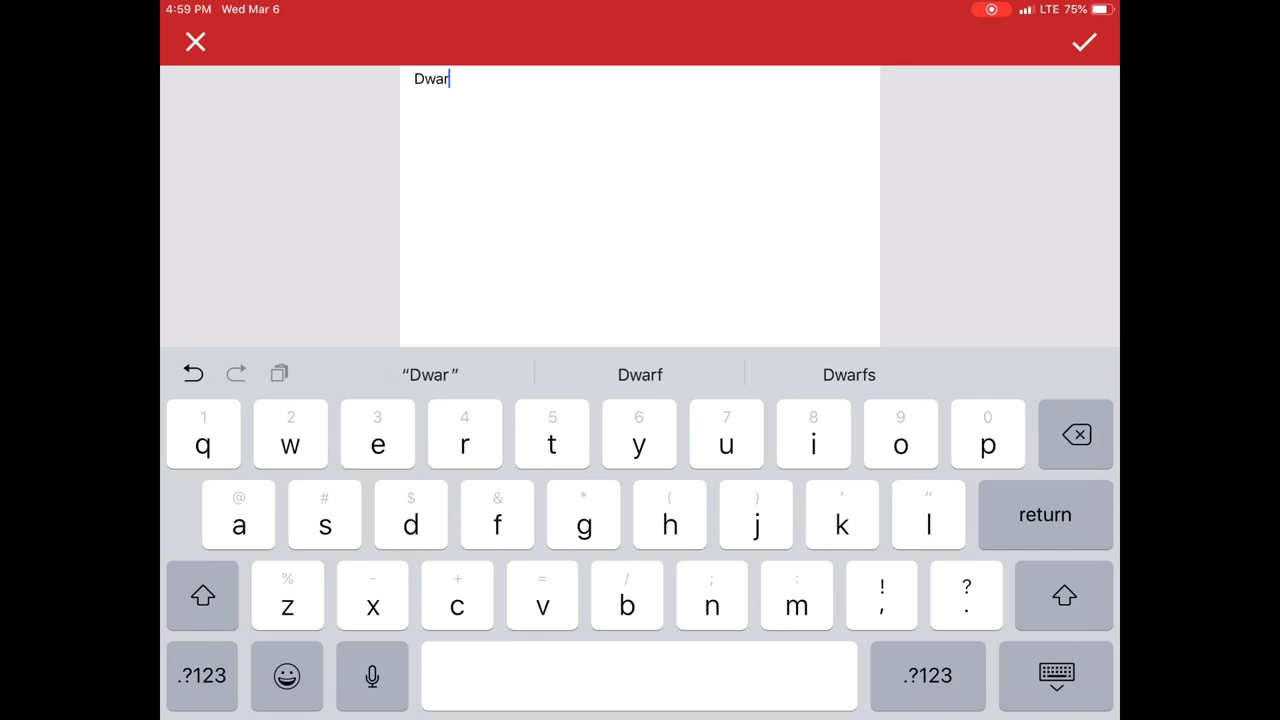 4:59 PM Wed Mar 6 LTE 75%
Dwar
“Dwar” Dwarf Dwarfs
1 2 3 4 5 6 7 8 9 0
q w e r t y u i o p
@ # $ & * ( ) ' "
a s d f g h j k l return
% - + = / ; : ! ?
z x c v b n m , .
.?123 .?123